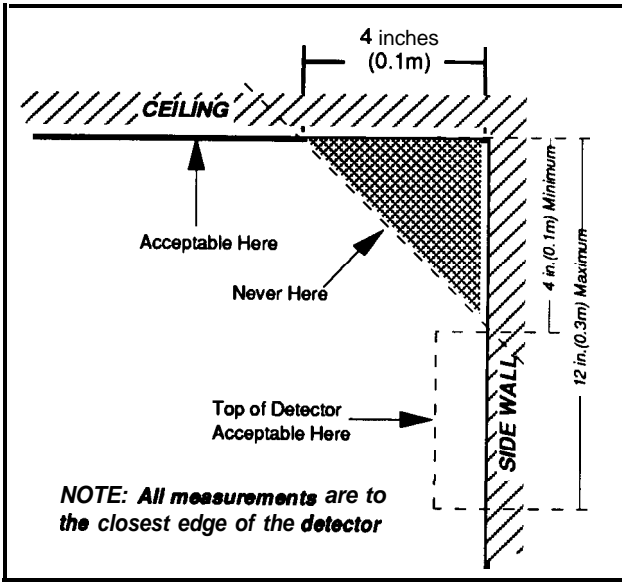 4 inches
(0.1m)
CEILING
Acceptable Here
Never Here
4 in.(0.1m) Minimum
12 in.(0.3m) Maximum
Top of Detector
Acceptable Here
SIDE WALL
NOTE: All measurements are to
the closest edge of the detector